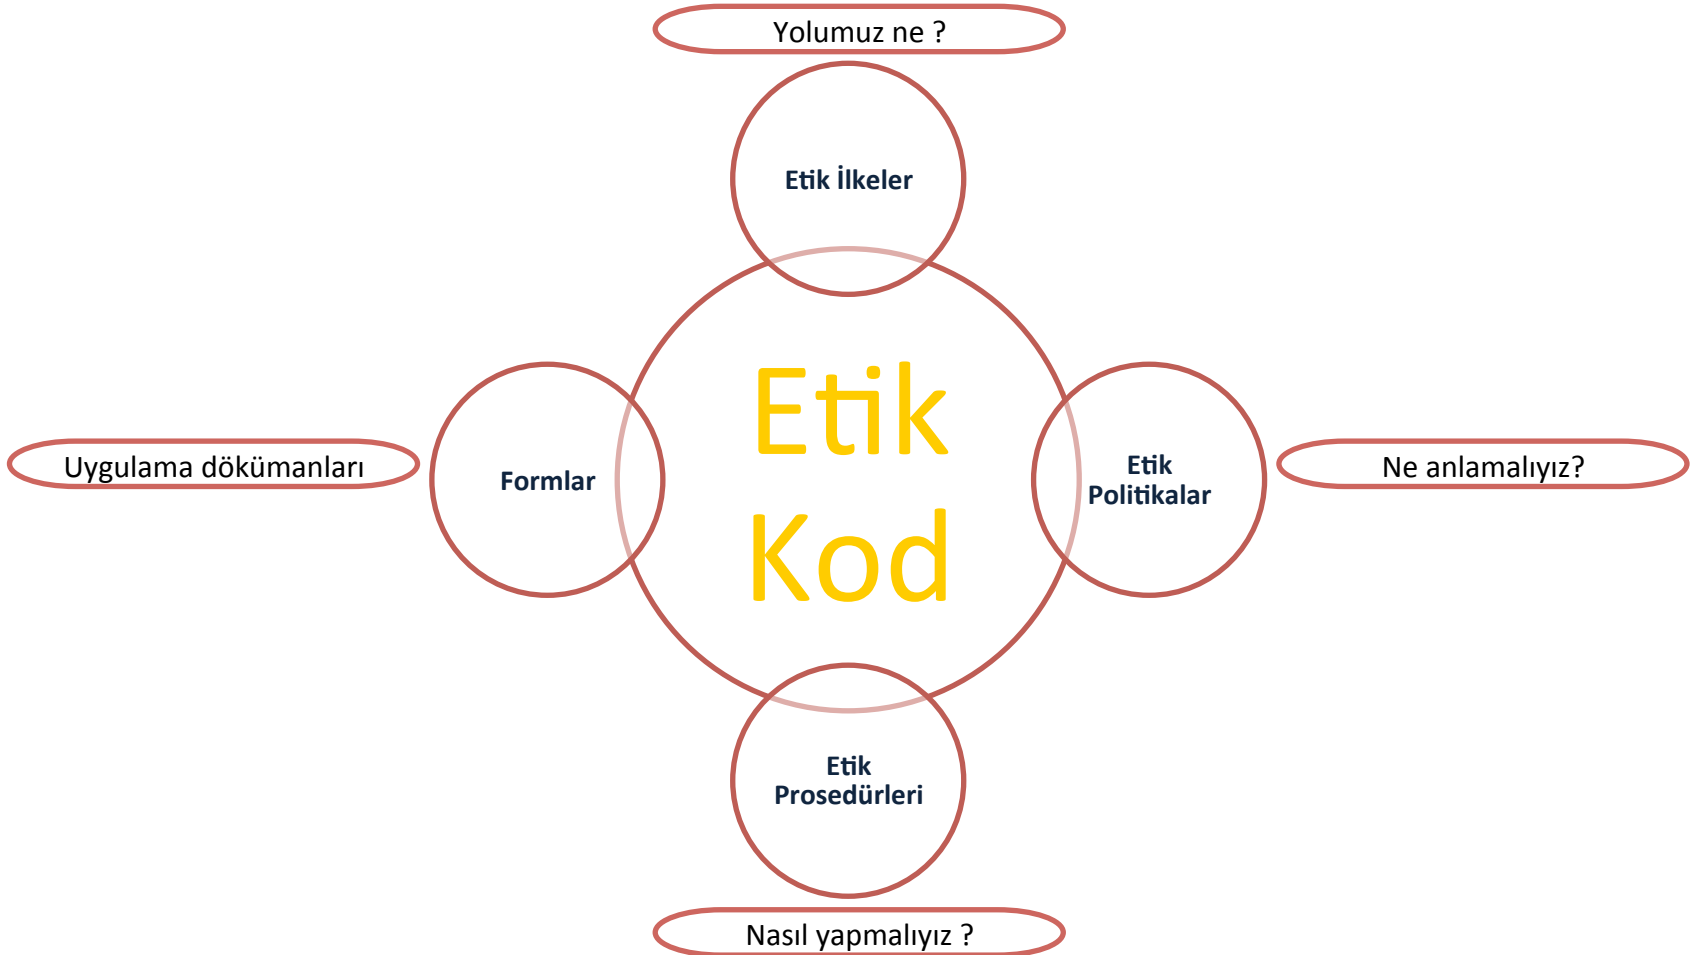 Yolumuz ne ?
Etik İlkeler
Etik
Kod
Formlar
Uygulama dökümanları
Etik
Politikalar
Ne anlamalıyız?
Etik
Prosedürleri
Nasıl yapmalıyız ?